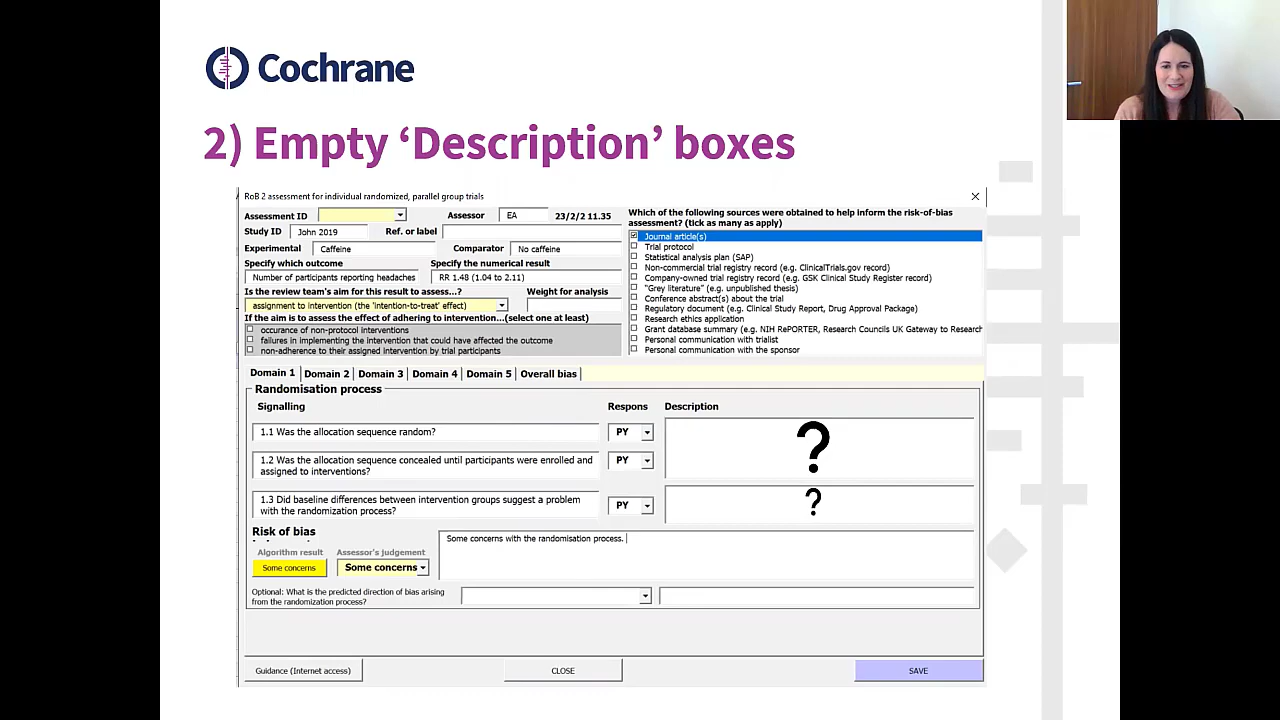 Cochrane
2) Empty ‘Description’ boxes
RoB 2 assessment for individual randomized, parallel group trials
Assessment ID
Assessor EA 23/2/2 11.35
Study ID John 2019 Ref. or label
Experimental Caffeine Comparator No caffeine
Specify which outcome Specify the numerical result
Number of participants reporting headaches RR 1.48 (1.04 to 2.11)
Is the review team's aim for this result to assess...? Weight for analysis
assignment to intervention (the 'intention-to-treat' effect)
If the aim is to assess the effect of adhering to intervention...(select one at least)
occurance of non-protocol interventions
failures in implementing the intervention that could have affected the outcome
non-adherence to their assigned intervention by trial participants
Which of the following sources were obtained to help inform the risk-of-bias
assessment? (tick as many as apply)
Journal article(s)
Trial protocol
Statistical analysis plan (SAP)
Non-commercial trial registry record (e.g. ClinicalTrials.gov record)
Company-owned trial registry record (e.g. GSK Clinical Study Register record)
"Grey literature" (e.g. unpublished thesis)
Conference abstract(s) about the trial
Regulatory document (e.g. Clinical Study Report, Drug Approval Package)
Research ethics application
Grant database summary (e.g. NIH RePORTER, Research Councils UK Gateway to Research
Personal communication with trialist
Personal communication with the sponsor
Domain 1 Domain 2 Domain 3 Domain 4 Domain 5 Overall bias
Randomisation process
Signalling Respons Description
1.1 Was the allocation sequence random? PY ?
1.2 Was the allocation sequence concealed until participants were enrolled and
assigned to interventions? PY
1.3 Did baseline differences between intervention groups suggest a problem
with the randomization process? PY ?
Risk of bias
Algorithm result Assessor's judgement
Some concerns Some concerns
Some concerns with the randomisation process.
Optional: What is the predicted direction of bias arising
from the randomization process?
Guidance (Internet access) CLOSE SAVE